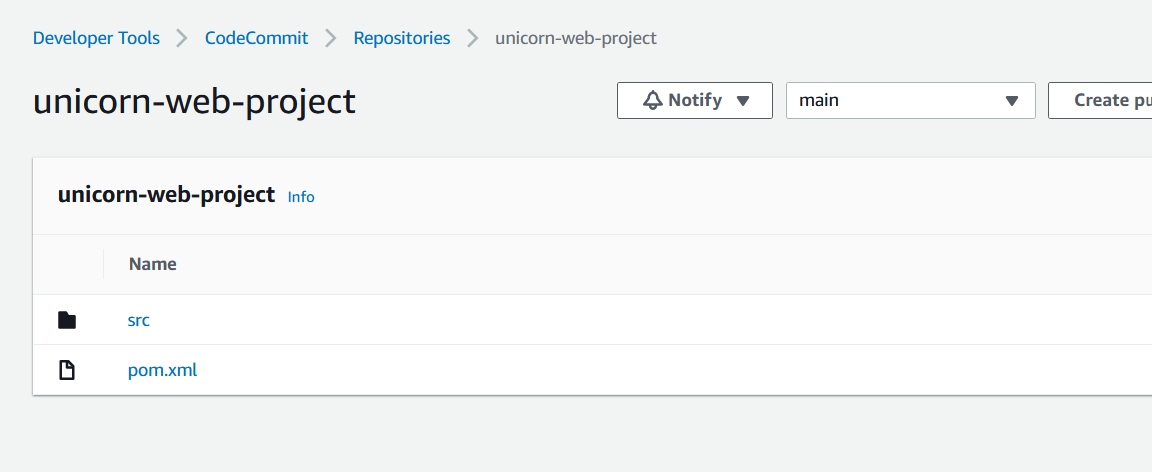 Developer Tools > CodeCommit > Repositories > unicorn-web-project
unicorn-web-project Notify main Create pu
unicorn-web-project Info
Name
src
pom.xml